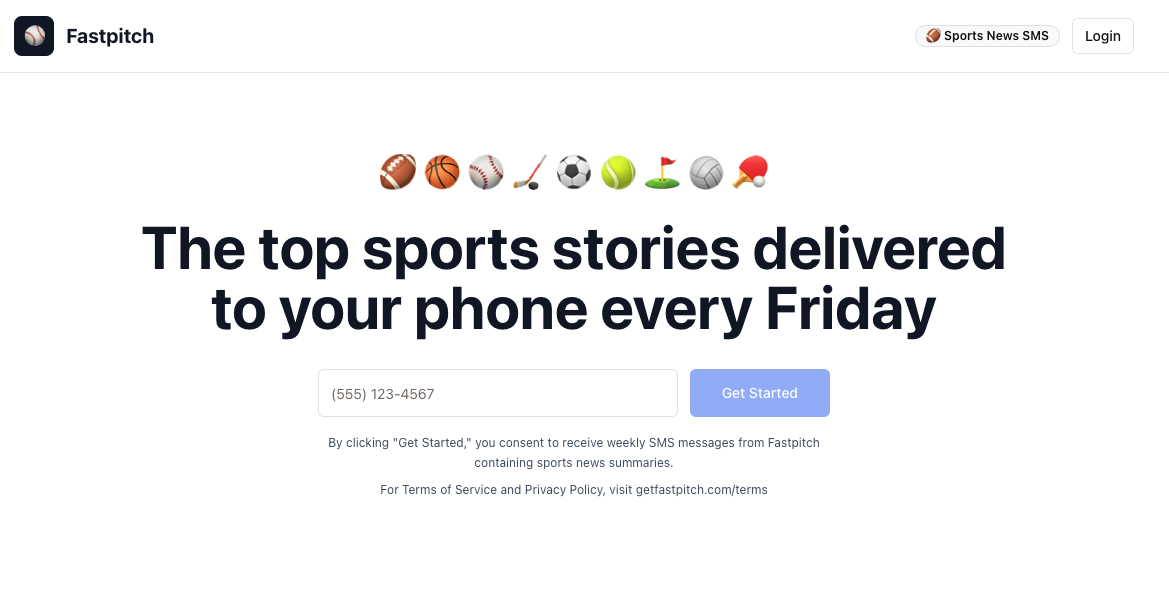 Fastpitch
🏈 Sports News SMS
Login
🏈 🏀 ⚾ 🏒 ⚽ 🎾 ⛳ 🏐 🏓
The top sports stories delivered
to your phone every Friday
(555) 123-4567
Get Started
By clicking "Get Started," you consent to receive weekly SMS messages from Fastpitch
containing sports news summaries.
For Terms of Service and Privacy Policy, visit getfastpitch.com/terms